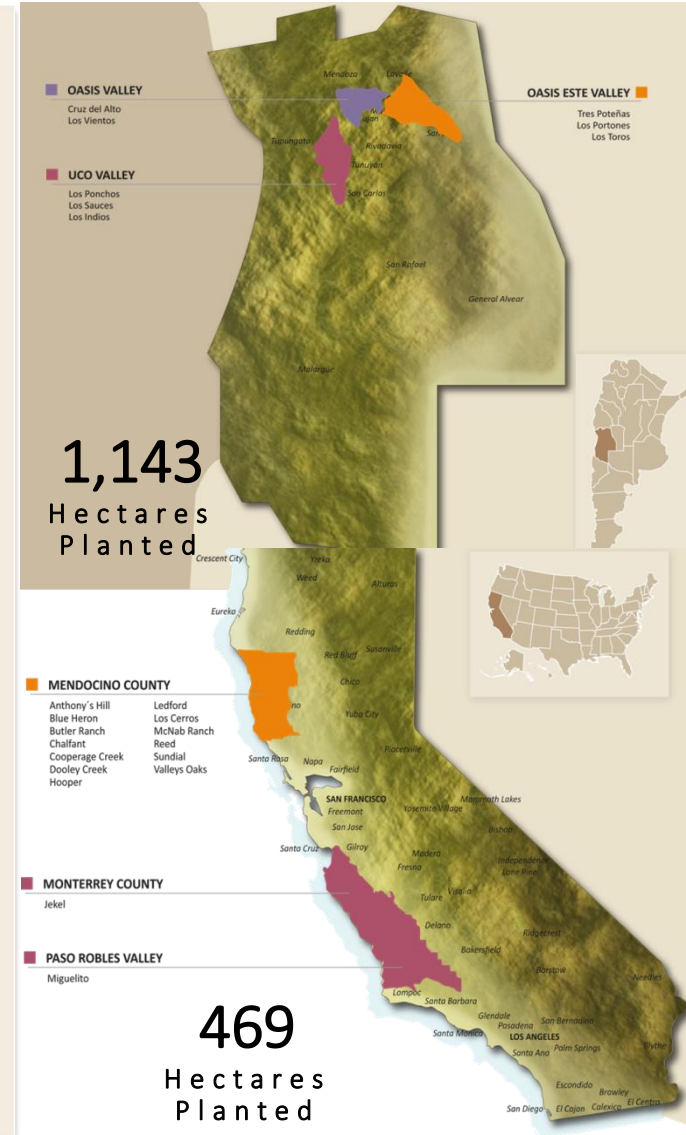 Mendoza
OASIS VALLEY
Cruz del Alto
Los Vientos
OASIS ESTE VALLEY
Tres Poteñas
Los Portones
Los Toros
Rivadavia
Tupungato
Tunuyán
UCO VALLEY
Los Ponchos
Los Sauces
Los Indios
San Carlos
San Rafael
General Alvear
Malargüe
1,143
Hectares
Planted
Crescent City
Yreka
Weed
Alturas
Eureka
Redding
Susanville
Red Bluff
Chico
MENDOCINO COUNTY
Anthony´s Hill
Blue Heron
Butler Ranch
Chalfant
Cooperage Creek
Dooley Creek
Hooper
Ledford
Los Cerros
McNab Ranch
Reed
Sundial
Valleys Oaks
no
Yuba City
Placerville
Santa Rosa
Napa
Fairfield
SAN FRANCISCO
Freemont
San Jose
Yosemite Village
Mammoth Lakes
Bishop
Santa Cruz
Gilroy
Madera
Fresno
Independence
Lone Pine
MONTERREY COUNTY
Jekel
Visalia
Tulare
Delano
Ridgecrest
Bakersfield
PASO ROBLES VALLEY
Miguelito
Barstow
Needles
Lompoc
Santa Barbara
469
Hectares
Planted
Glendale
Pasadena
San Bernadino
Santa Monica
LOS ANGELES
Santa Ana
Palm Springs
Blythe
Escondido
Brawley
San Diego
El Cajon
Calexico
El Centro